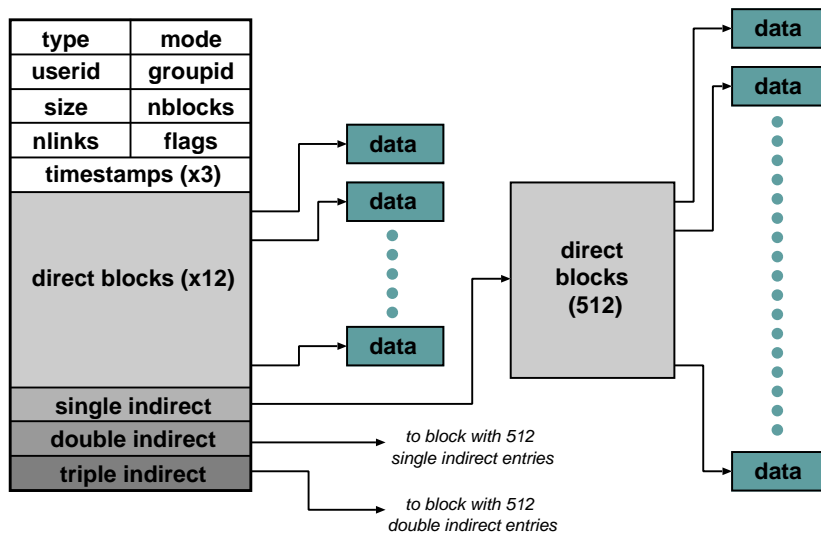 type mode
userid groupid
size nblocks
nlinks flags
timestamps (x3)
direct blocks (x12)
single indirect
double indirect
triple indirect
data
data
data
to block with 512
single indirect entries
to block with 512
double indirect entries
direct
blocks
(512)
data
data
data